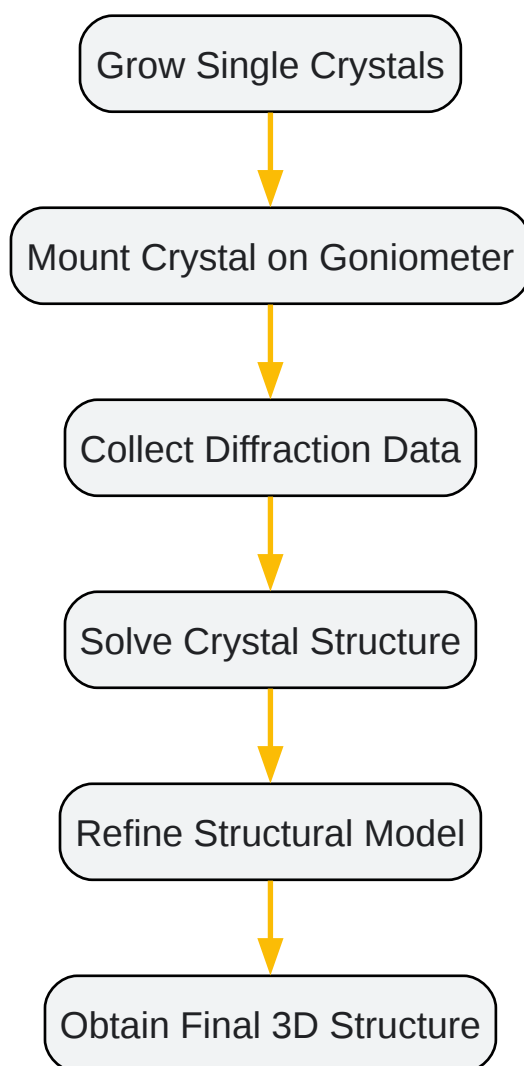 Grow Single Crystals
Mount Crystal on Goniometer
Collect Diffraction Data
Solve Crystal Structure
Refine Structural Model
Obtain Final 3D Structure